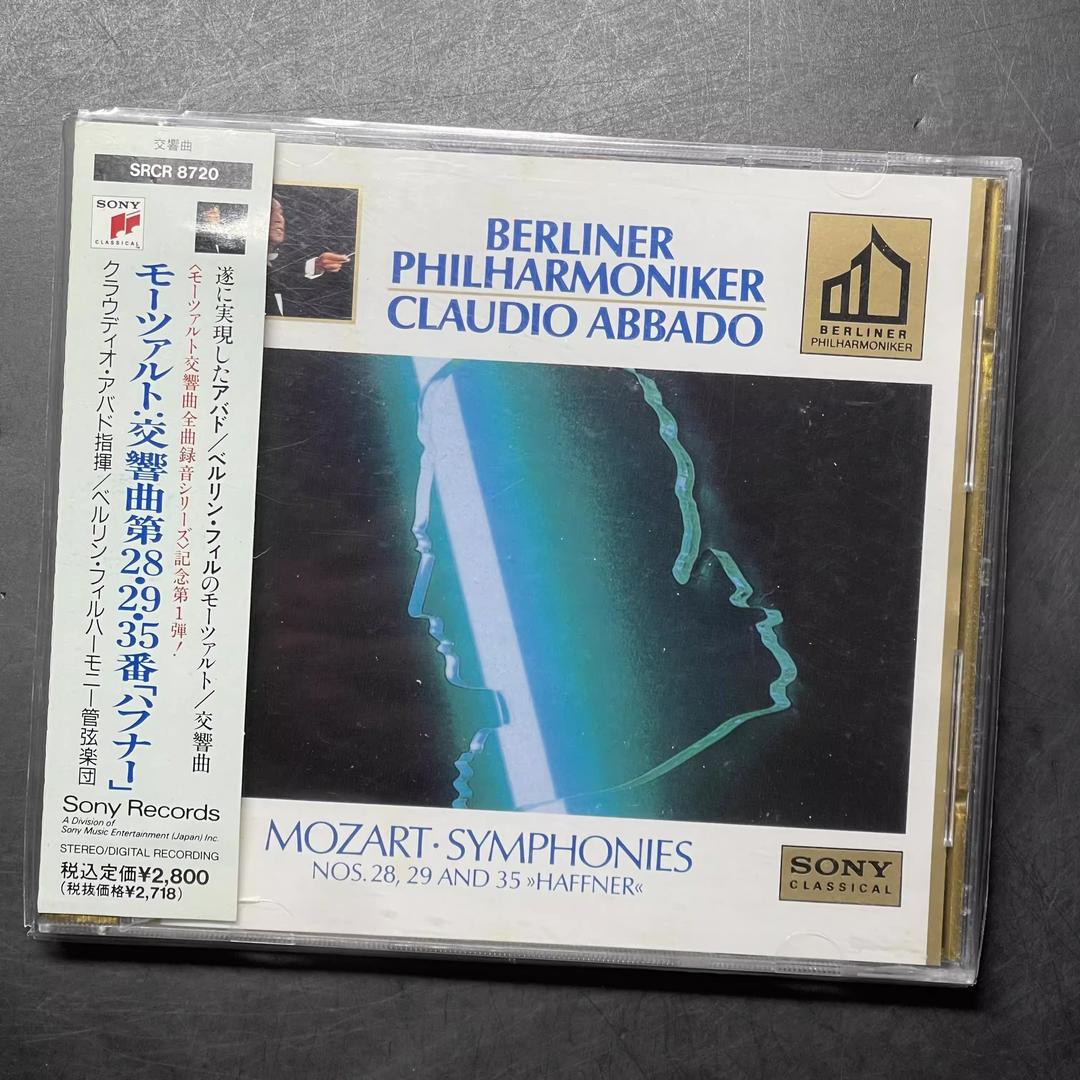 交響曲
SRCR 8720
SONY
CLASSICAL
遂に実現したアバド/ベルリン・フィルのモーツァルト/交響曲
〈モーツァルト交響曲全曲録音シリーズ〉記念第1弾!
モーツァルト:交響曲第28・29・35番「ハフナー」
クラウディオ・アバド指揮/ベルリン・フィルハーモニー管弦楽団
Sony Records
A Division of
Sony Music Entertainment (Japan) Inc.
STEREO/DIGITAL RECORDING
税込定価¥2,800
(税抜価格¥2,718)
BERLINER
PHILHARMONIKER
CLAUDIO ABBADO
BERLINER
PHILHARMONIKER
MOZART・SYMPHONIES
NOS. 28, 29 AND 35 »HAFFNER«
SONY
CLASSICAL